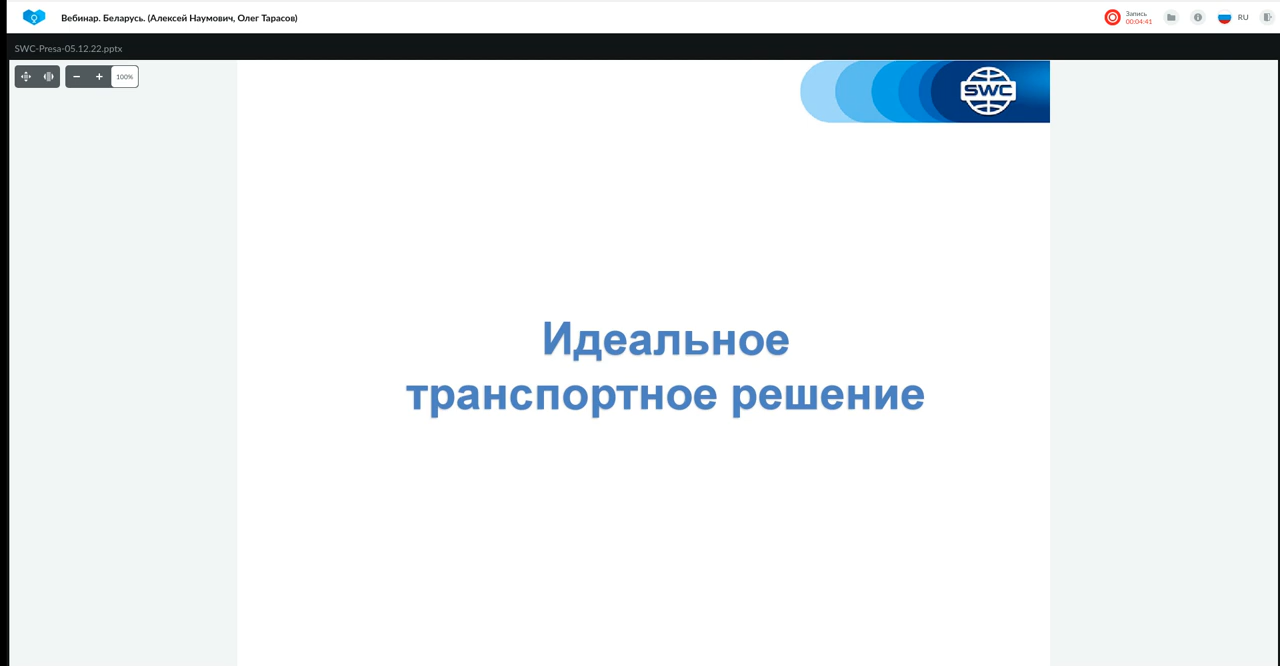 Вебинар. Беларусь. (Алексей Наумович, Олег Тарасов)
Запись
00:04:41
RU
SWC-Presa-05.12.22.pptx
100%
SWC
Идеальное
транспортное решение